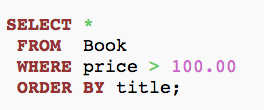 SELECT *
FROM Book
WHERE price > 100.00
ORDER BY title;